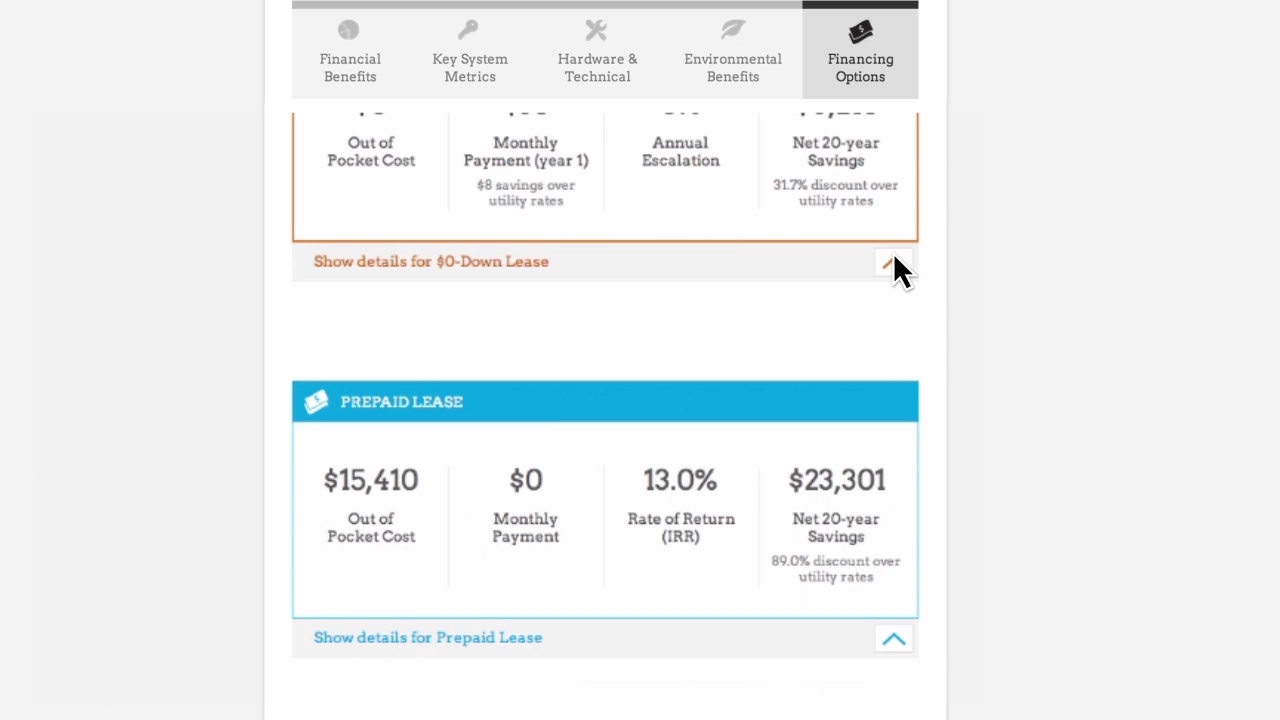 Financial
Benefits
Key System
Metrics
Hardware &
Technical
Environmental
Benefits
Financing
Options
Out of
Pocket Cost
Monthly
Payment (year 1)
$8 savings over
utility rates
Annual
Escalation
Net 20-year
Savings
31.7% discount over
utility rates
Show details for $0-Down Lease
PREPAID LEASE
$15,410
Out of
Pocket Cost
$0
Monthly
Payment
13.0%
Rate of Return
(IRR)
$23,301
Net 20-year
Savings
89.0% discount over
utility rates
Show details for Prepaid Lease